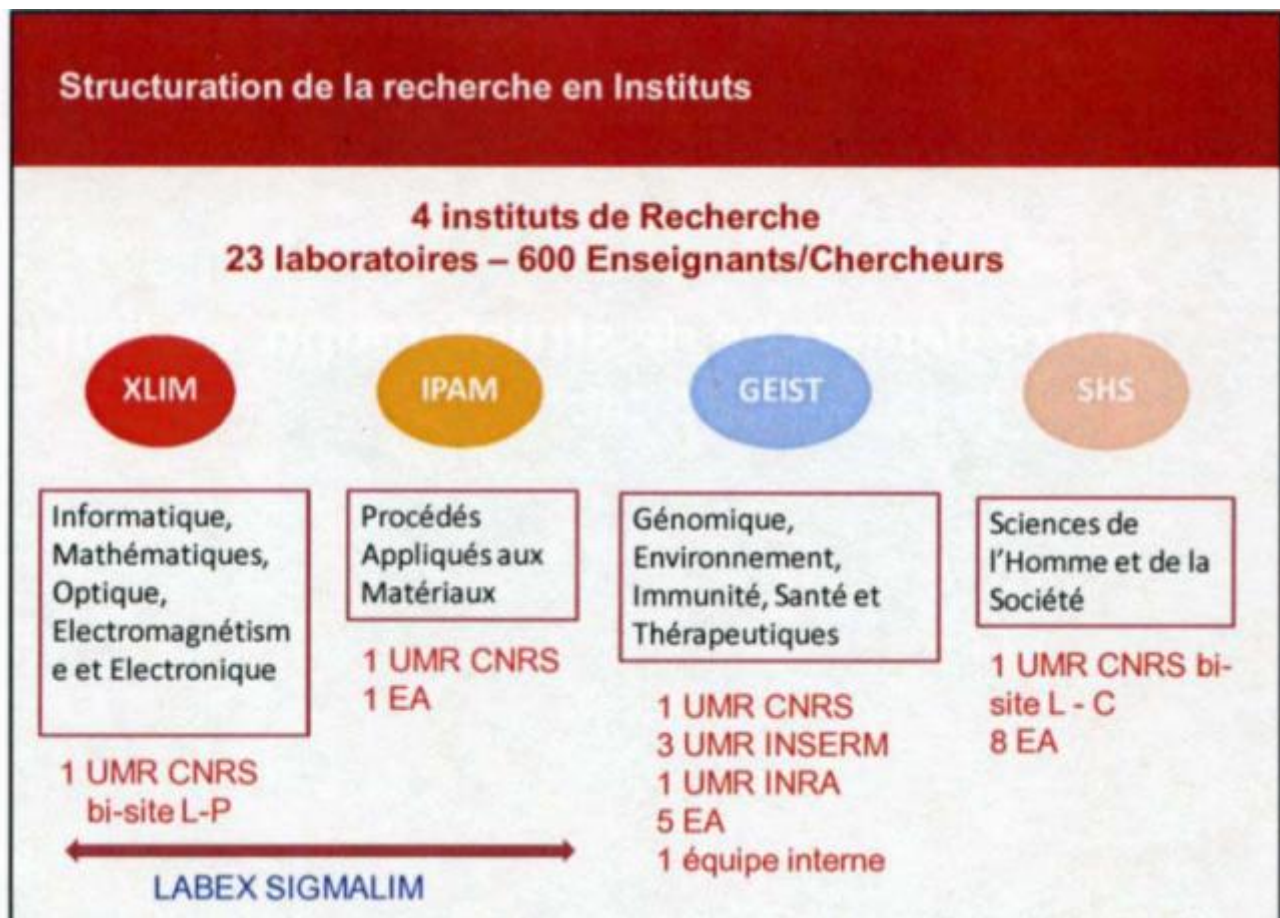 Structuration de la recherche en Instituts
4 instituts de Recherche
23 laboratoires – 600 Enseignants/Chercheurs
XLIM
IPAM
GEIST
SHS
Informatique,
Mathématiques,
Optique,
Electromagnétism
e et Electronique
1 UMR CNRS
bi-site L-P
Procédés
Appliqués aux
Matériaux
1 UMR CNRS
1 EA
LABEX SIGMALIM
Génomique,
Environnement,
Immunité, Santé et
Thérapeutiques
1 UMR CNRS
3 UMR INSERM
1 UMR INRA
5 EA
1 équipe interne
Sciences de
l'Homme et de la
Société
1 UMR CNRS bi-
site L - C
8 EA